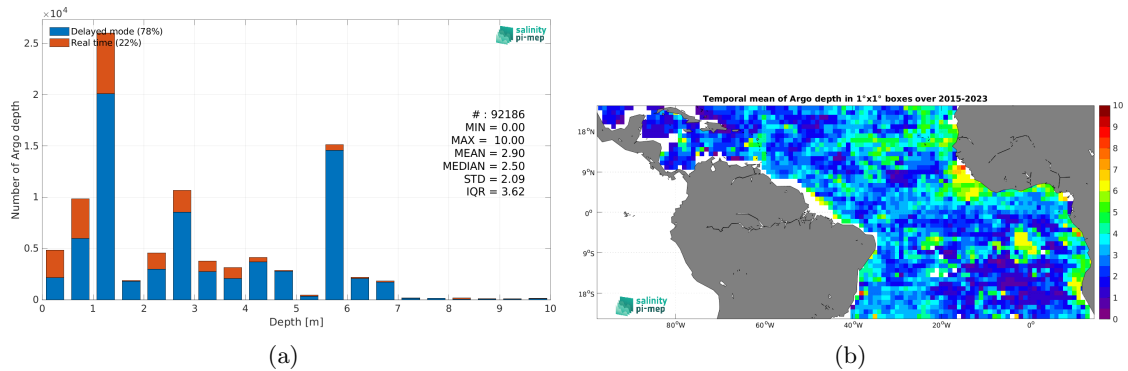 ×10⁴
Delayed mode (78%)
Real time (22%)
salinity
pi-mep
2.5
2
1.5
1
0.5
0
Number of Argo depth
# : 92186
MIN = 0.00
MAX = 10.00
MEAN = 2.90
MEDIAN = 2.50
STD = 2.09
IQR = 3.62
0 1 2 3 4 5 6 7 8 9 10
Depth [m]
(a)
Temporal mean of Argo depth in 1°x1° boxes over 2015-2023
18°N
9°N
0°
9°S
18°S
80°W 60°W 40°W 20°W 0°
salinity
pi-mep
10
9
8
7
6
5
4
3
2
1
0
(b)